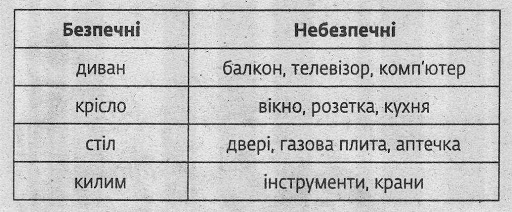 Безпечні Небезпечні
диван балкон, телевізор, комп'ютер
крісло вікно, розетка, кухня
стіл двері, газова плита, аптечка
килим інструменти, крани